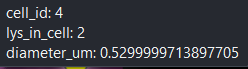 cell_id: 4
lys_in_cell: 2
diameter_um: 0.5299999713897705